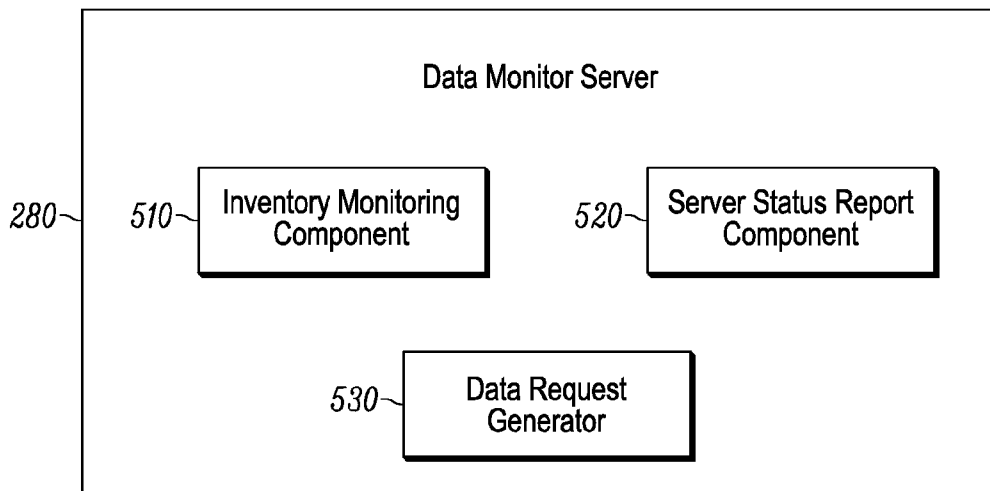 Data Monitor Server
280
510
Inventory Monitoring
Component
520
Server Status Report
Component
530
Data Request
Generator